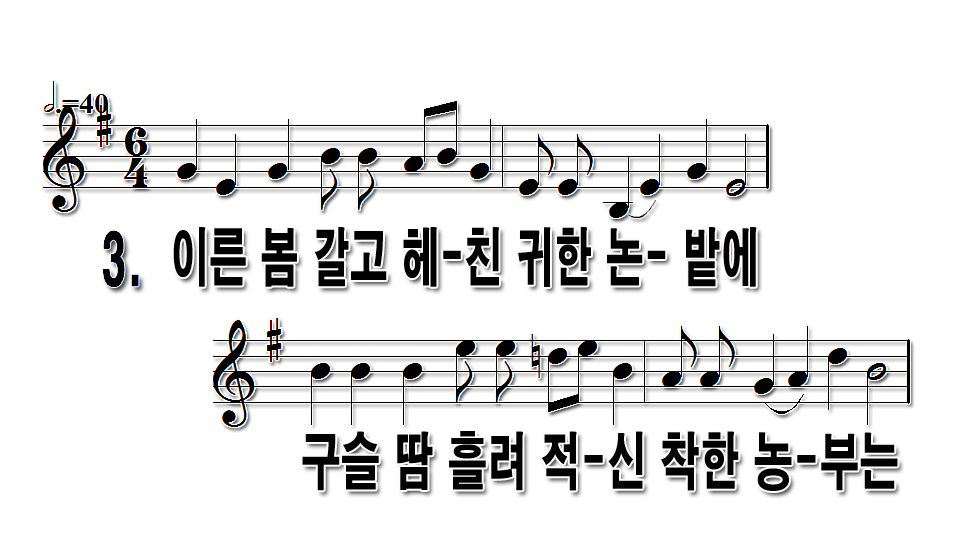 𝅗𝅥.=40
6
4
3. 이른 봄 갈고 헤-친 귀한 논- 밭에
구슬 땀 흘려 적-신 착한 농-부는